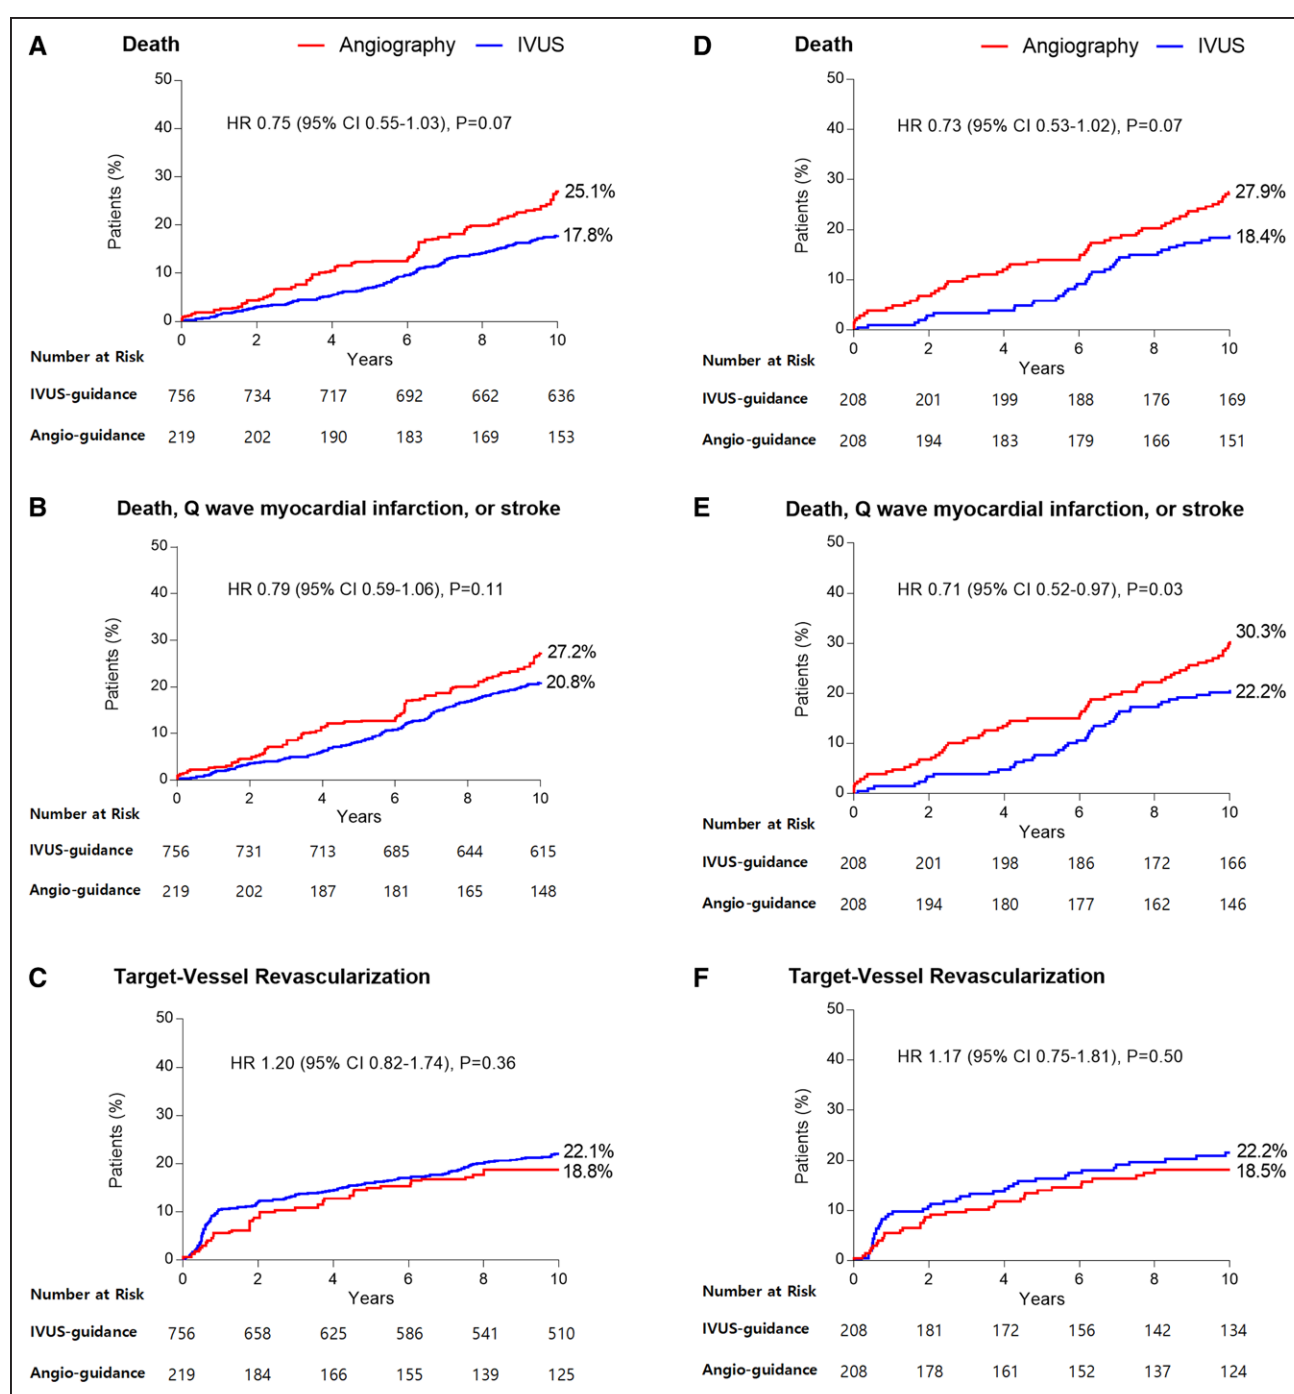 A Death Angiography IVUS
50
40
30
20
10
0
Patients (%)
HR 0.75 (95% CI 0.55-1.03), P=0.07
25.1%
17.8%
0 2 4 6 8 10
Years
Number at Risk
IVUS-guidance 756 734 717 692 662 636
Angio-guidance 219 202 190 183 169 153
B Death, Q wave myocardial infarction, or stroke
50
40
30
20
10
0
Patients (%)
HR 0.79 (95% CI 0.59-1.06), P=0.11
27.2%
20.8%
0 2 4 6 8 10
Years
Number at Risk
IVUS-guidance 756 731 713 685 644 615
Angio-guidance 219 202 187 181 165 148
C Target-Vessel Revascularization
50
40
30
20
10
0
Patients (%)
HR 1.20 (95% CI 0.82-1.74), P=0.36
22.1%
18.8%
0 2 4 6 8 10
Years
Number at Risk
IVUS-guidance 756 658 625 586 541 510
Angio-guidance 219 184 166 155 139 125
D Death Angiography IVUS
50
40
30
20
10
0
Patients (%)
HR 0.73 (95% CI 0.53-1.02), P=0.07
27.9%
18.4%
0 2 4 6 8 10
Years
Number at Risk
IVUS-guidance 208 201 199 188 176 169
Angio-guidance 208 194 183 179 166 151
E Death, Q wave myocardial infarction, or stroke
50
40
30
20
10
0
Patients (%)
HR 0.71 (95% CI 0.52-0.97), P=0.03
30.3%
22.2%
0 2 4 6 8 10
Years
Number at Risk
IVUS-guidance 208 201 198 186 172 166
Angio-guidance 208 194 180 177 162 146
F Target-Vessel Revascularization
50
40
30
20
10
0
Patients (%)
HR 1.17 (95% CI 0.75-1.81), P=0.50
22.2%
18.5%
0 2 4 6 8 10
Years
Number at Risk
IVUS-guidance 208 181 172 156 142 134
Angio-guidance 208 178 161 152 137 124